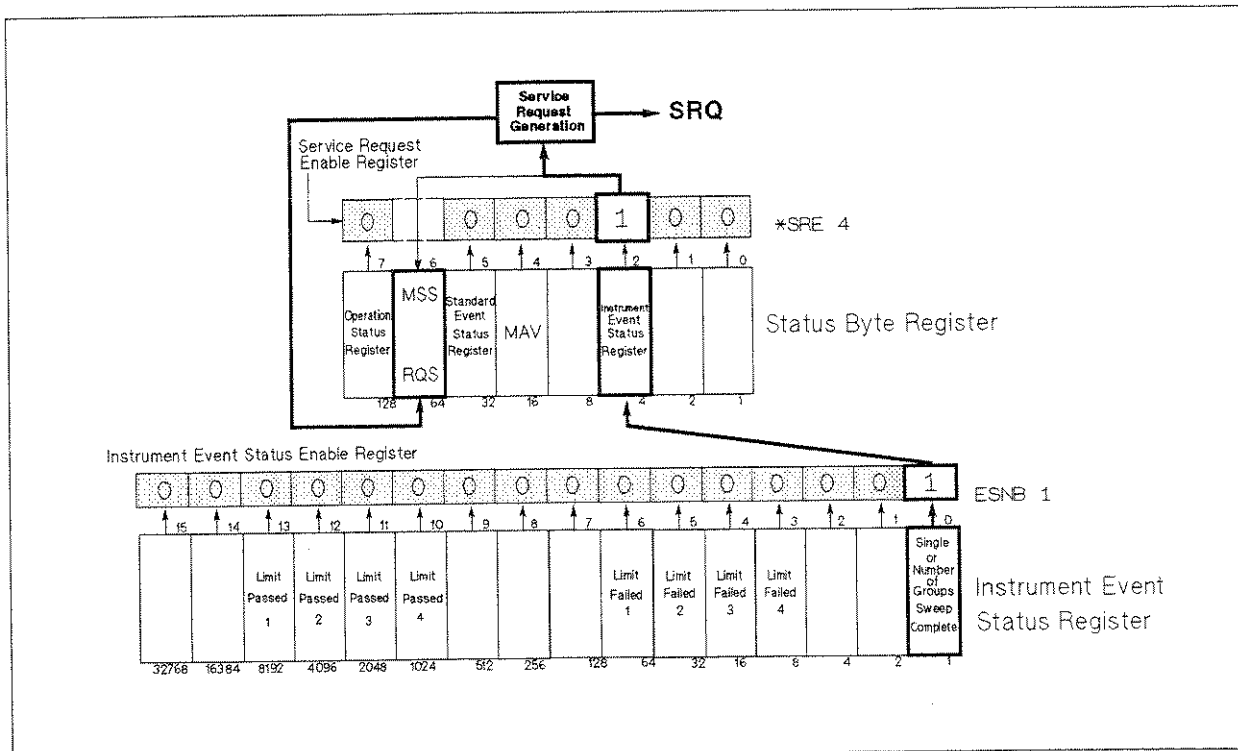 Service
Request
Generation
SRQ
Service Request
Enable Register
0 0 0 0 1 0 0
*SRE 4
7 6 5 4 3 2 1 0
Operation
Status
Register
MSS
RQS
Standard
Event
Status
Register
MAV
Instrument
Event
Status
Register
Status Byte Register
128 64 32 16 8 4 2 1
Instrument Event Status Enable Register
0 0 0 0 0 0 0 0 0 0 0 0 0 0 0 1
ESNB 1
15 14 13 12 11 10 9 8 7 6 5 4 3 2 1 0
Limit
Passed
1
Limit
Passed
2
Limit
Passed
3
Limit
Passed
4
Limit
Failed
1
Limit
Failed
2
Limit
Failed
3
Limit
Failed
4
Single
or
Number
of
Groups
Sweep
Complete
Instrument Event
Status Register
32768 16384 8192 4096 2048 1024 512 256 128 64 32 16 8 4 2 1